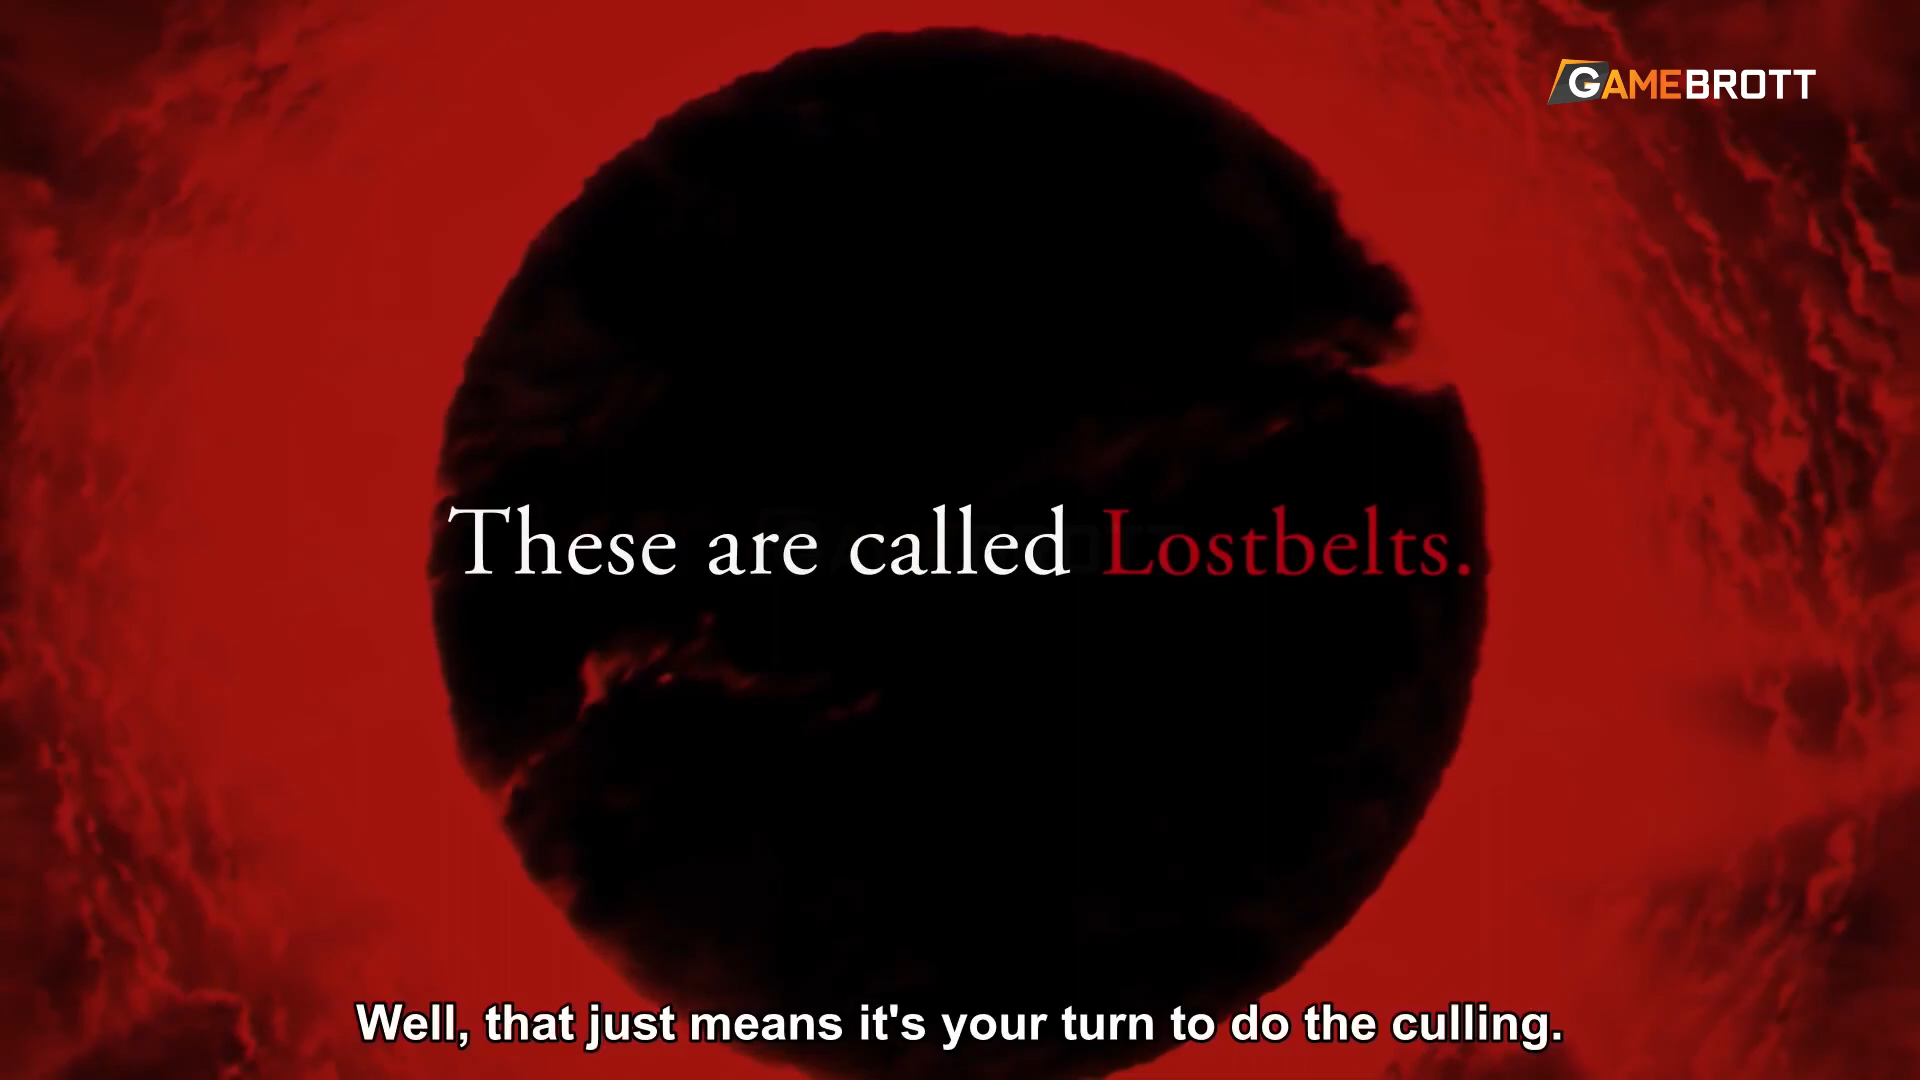 GAMEBROTT
These are called Lostbelts.
Well, that just means it's your turn to do the culling.